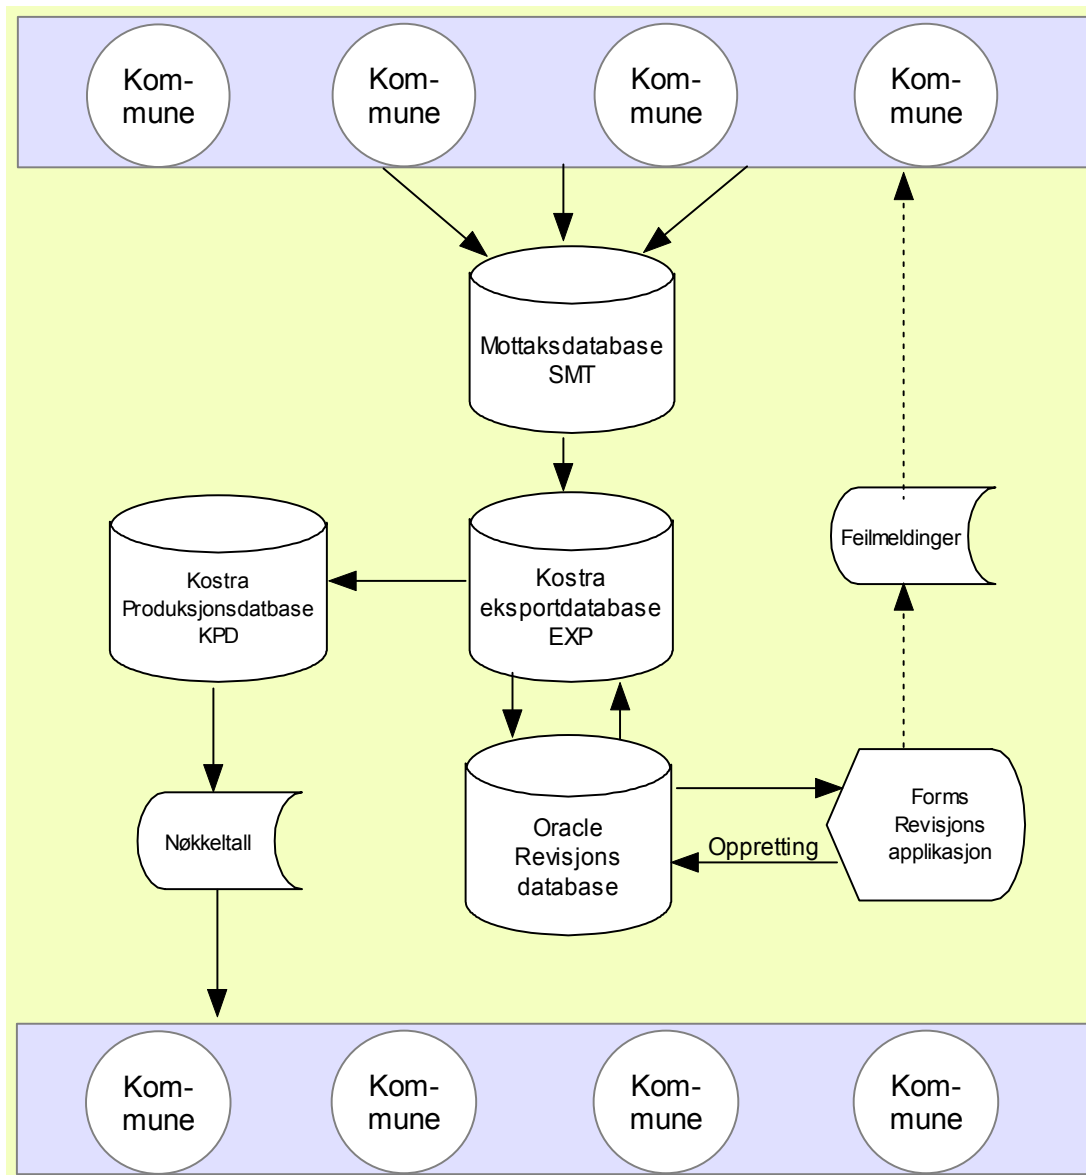 Kom-
mune
Kom-
mune
Kom-
mune
Kom-
mune
Mottaksdatabase
SMT
Kostra
Produksjonsdatbase
KPD
Kostra
eksportdatabase
EXP
Feilmeldinger
Nøkkeltall
Oracle
Revisjons
database
Oppretting
Forms
Revisjons
applikasjon
Kom-
mune
Kom-
mune
Kom-
mune
Kom-
mune